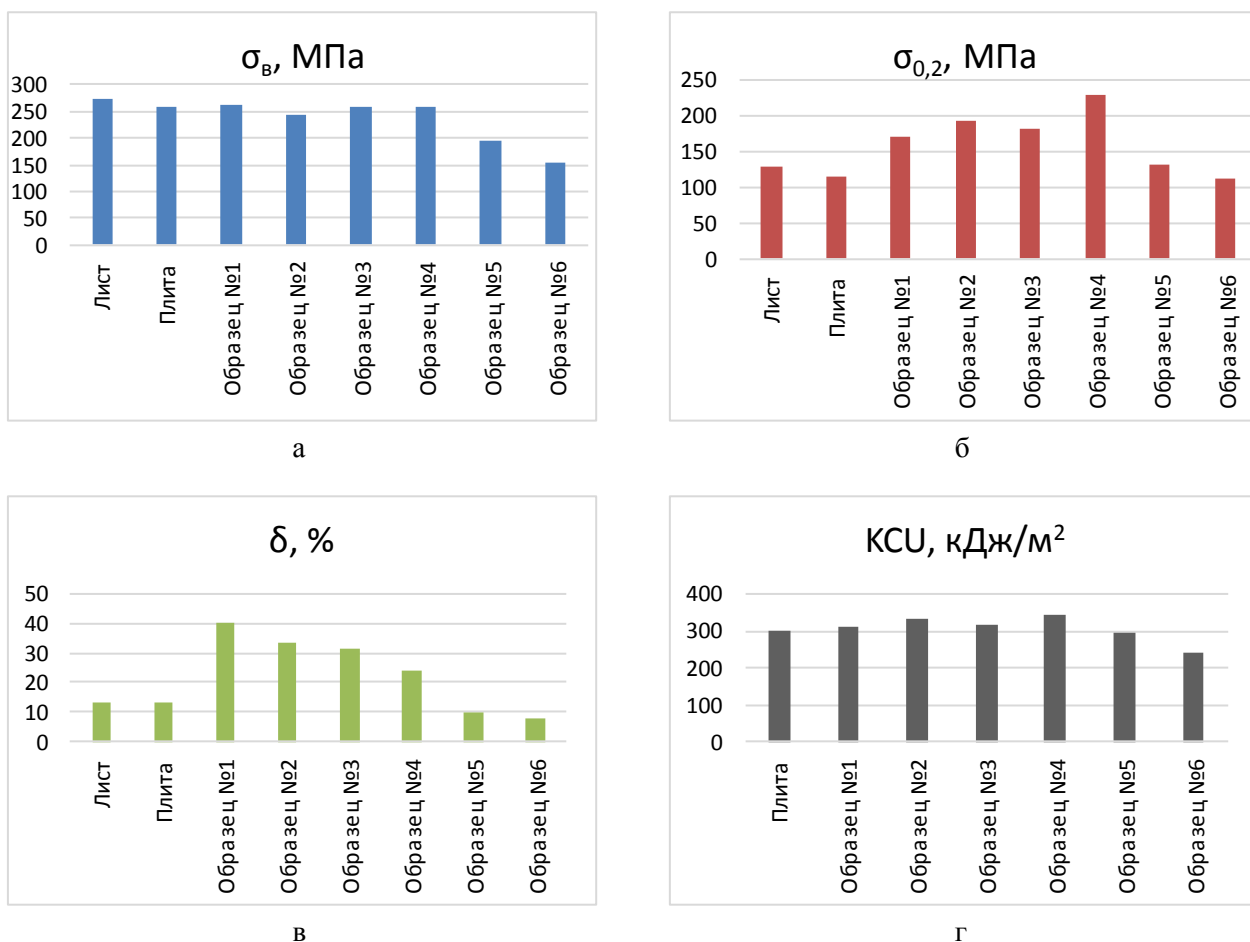 σв, МПа
300
250
200
150
100
50
0
Лист
Плита
Образец №1
Образец №2
Образец №3
Образец №4
Образец №5
Образец №6
а
σ0,2, МПа
250
200
150
100
50
0
Лист
Плита
Образец №1
Образец №2
Образец №3
Образец №4
Образец №5
Образец №6
б
δ, %
50
40
30
20
10
0
Лист
Плита
Образец №1
Образец №2
Образец №3
Образец №4
Образец №5
Образец №6
в
KCU, кДж/м²
400
300
200
100
0
Плита
Образец №1
Образец №2
Образец №3
Образец №4
Образец №5
Образец №6
г